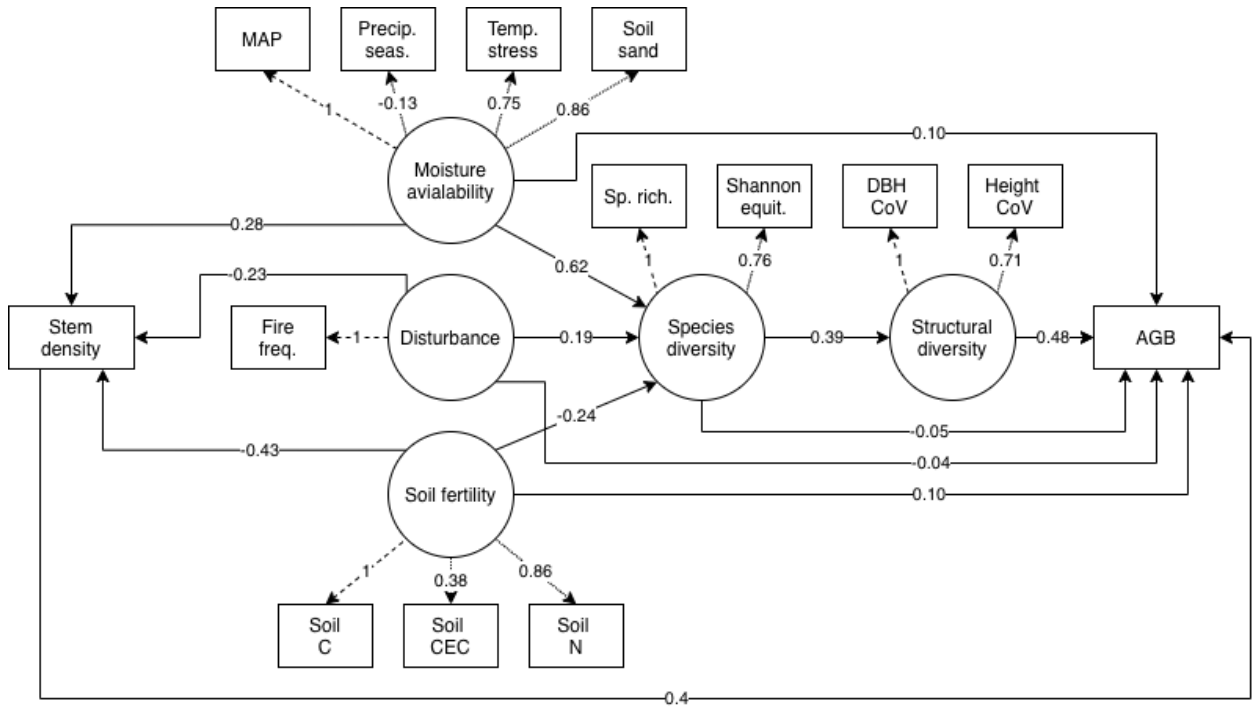 MAP
Precip.
seas.
Temp.
stress
Soil
sand
1
-0.13
0.75
0.86
0.10
Moisture
avialability
Sp. rich.
Shannon
equit.
DBH
CoV
Height
CoV
0.28
0.62
1
0.76
1
0.71
-0.23
Stem
density
Fire
freq.
1
Disturbance
0.19
Species
diversity
0.39
Structural
diversity
0.48
AGB
-0.24
-0.05
-0.43
-0.04
Soil fertility
0.10
1
0.38
0.86
Soil
C
Soil
CEC
Soil
N
0.4